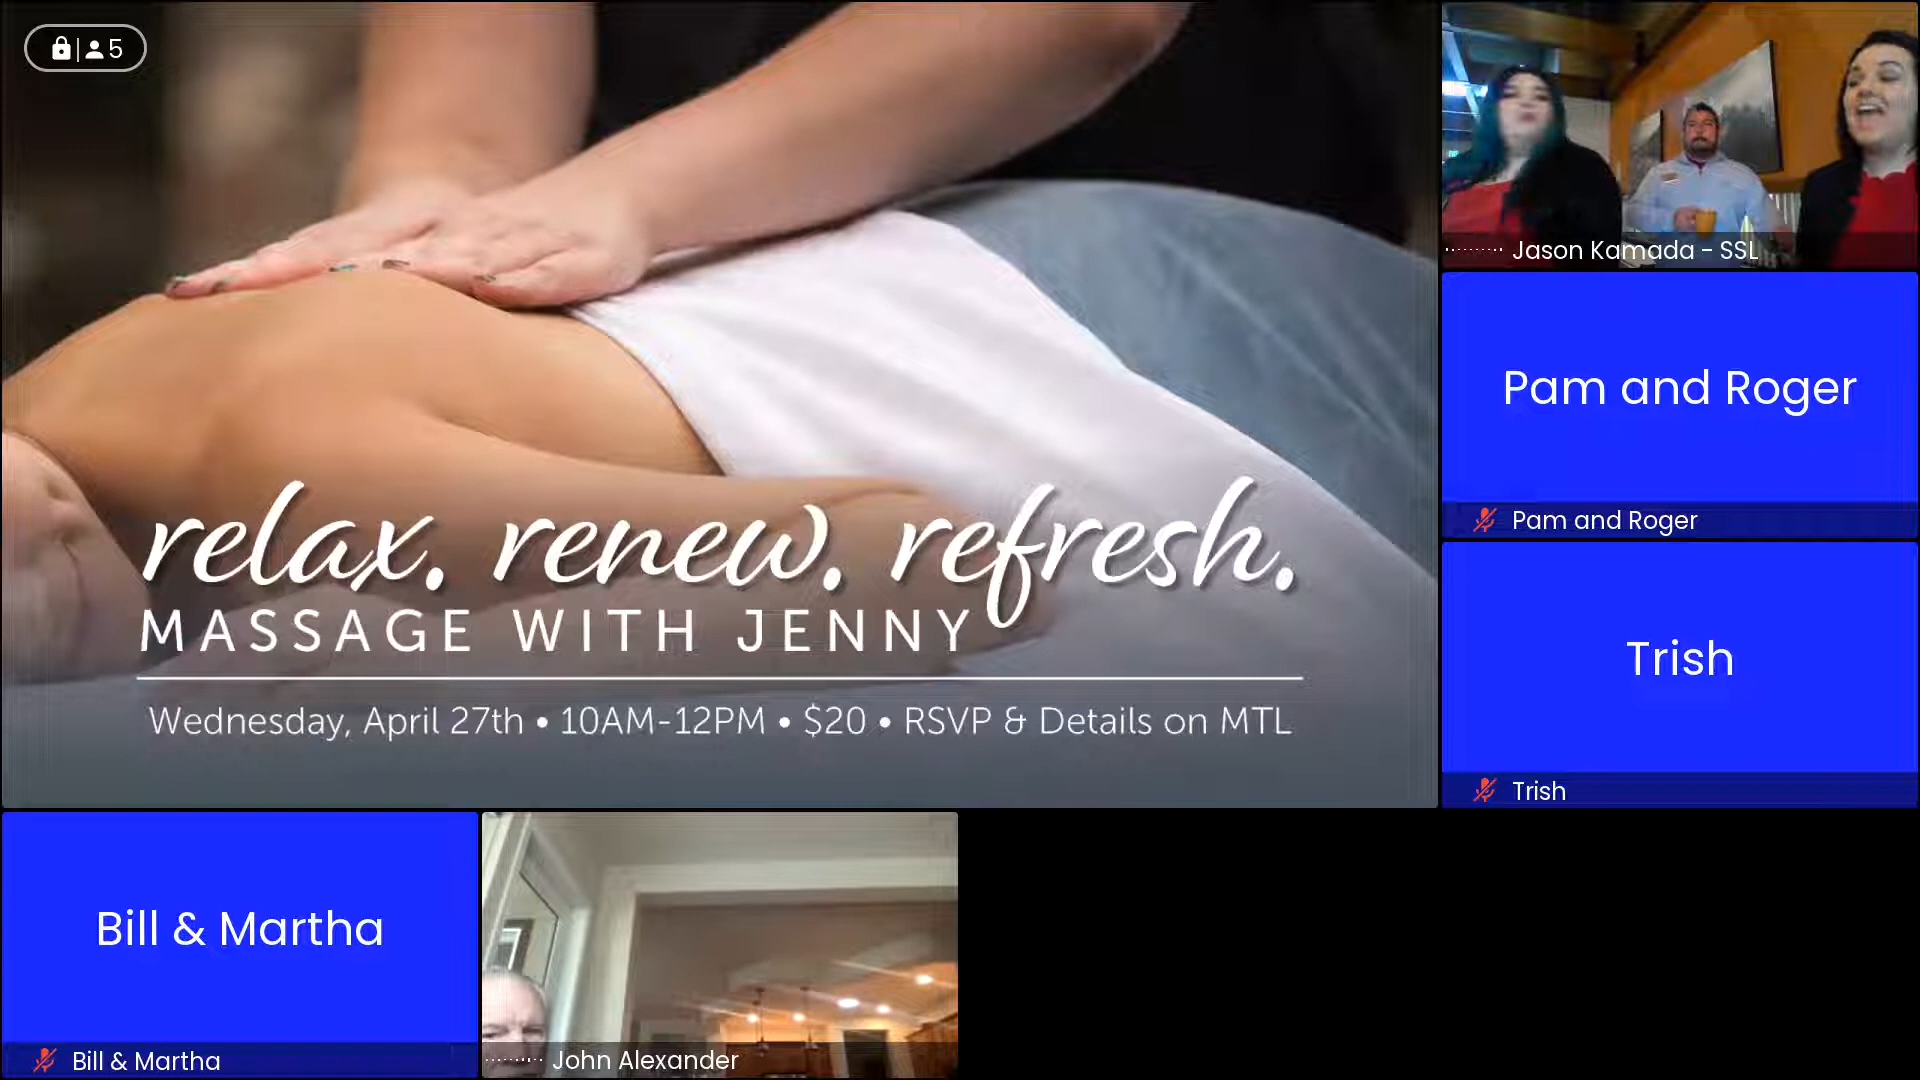 5
relax. renew. refresh.
MASSAGE WITH JENNY
Wednesday, April 27th • 10AM-12PM • $20 • RSVP & Details on MTL
Jason Kamada - SSL
Pam and Roger
Pam and Roger
Trish
Trish
Bill & Martha
Bill & Martha
John Alexander